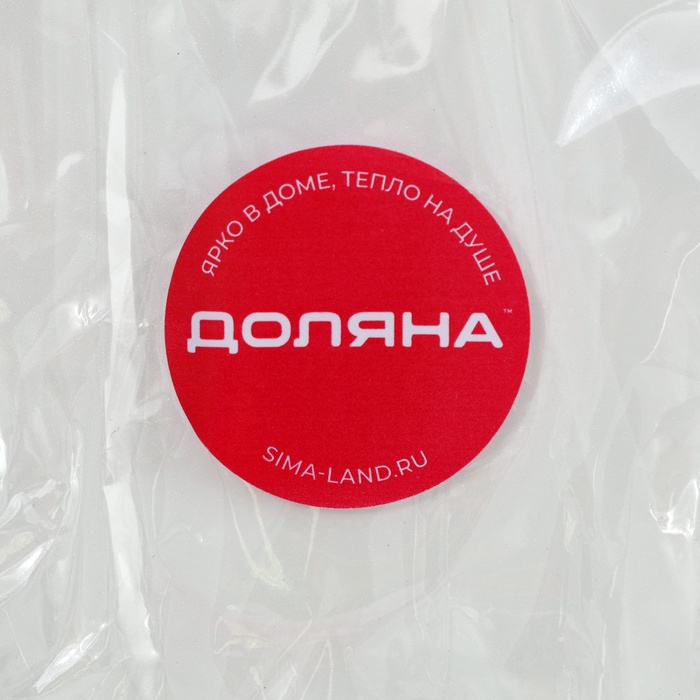 ЯРКО В ДОМЕ, ТЕПЛО НА ДУШЕ
ДОЛЯНА™
SIMA-LAND.RU